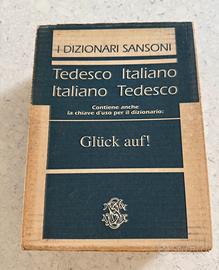 I DIZIONARI SANSONI
Tedesco Italiano
Italiano Tedesco
Contiene anche
la chiave d'uso per il dizionario:
Glück auf!